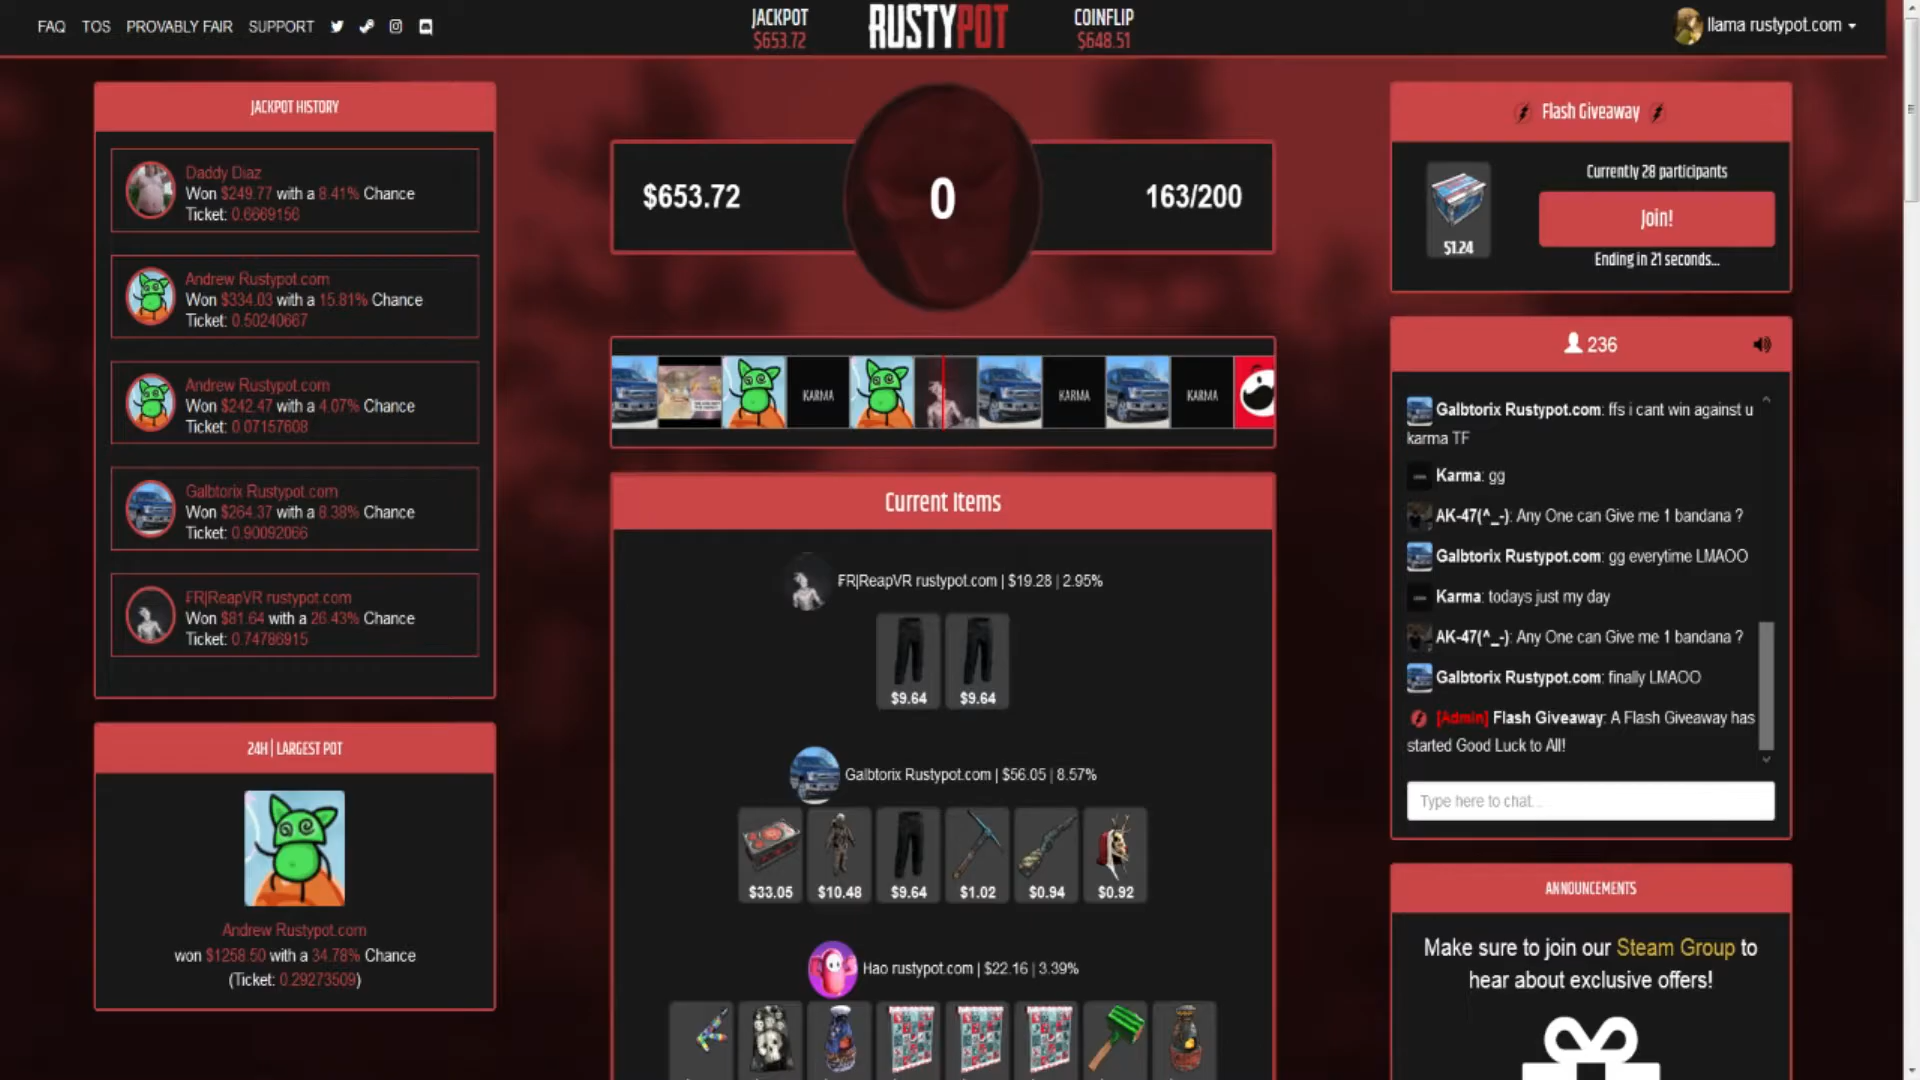 FAQ TOS PROVABLY FAIR SUPPORT
JACKPOT
$653.72
RUSTYPOT
COINFLIP
$648.51
llama rustypot.com
JACKPOT HISTORY
Daddy Diaz
Won $249.77 with a 8.41% Chance
Ticket: 0.6669156
Andrew Rustypot.com
Won $334.03 with a 15.81% Chance
Ticket: 0.50240667
Andrew Rustypot.com
Won $242.47 with a 4.07% Chance
Ticket: 0.07157608
Galbtorix Rustypot.com
Won $264.37 with a 8.38% Chance
Ticket: 0.90092066
FR|ReapVR rustypot.com
Won $81.64 with a 26.43% Chance
Ticket: 0.74786915
24H | LARGEST POT
Andrew Rustypot.com
won $1258.50 with a 34.78% Chance
(Ticket: 0.29273509)
$653.72
0
163/200
KARMA
KARMA
KARMA
Current Items
FR|ReapVR rustypot.com | $19.28 | 2.95%
$9.64 $9.64
Galbtorix Rustypot.com | $56.05 | 8.57%
$33.05 $10.48 $9.64 $1.02 $0.94 $0.92
Hao rustypot.com | $22.16 | 3.39%
Flash Giveaway
Currently 28 participants
$1.24
Join!
Ending in 21 seconds...
236
Galbtorix Rustypot.com: ffs i cant win against u
karma TF
Karma: gg
AK-47(^_-): Any One can Give me 1 bandana ?
Galbtorix Rustypot.com: gg everytime LMAOO
Karma: todays just my day
AK-47(^_-): Any One can Give me 1 bandana ?
Galbtorix Rustypot.com: finally LMAOO
[Admin] Flash Giveaway: A Flash Giveaway has
started Good Luck to All!
Type here to chat...
ANNOUNCEMENTS
Make sure to join our Steam Group to
hear about exclusive offers!